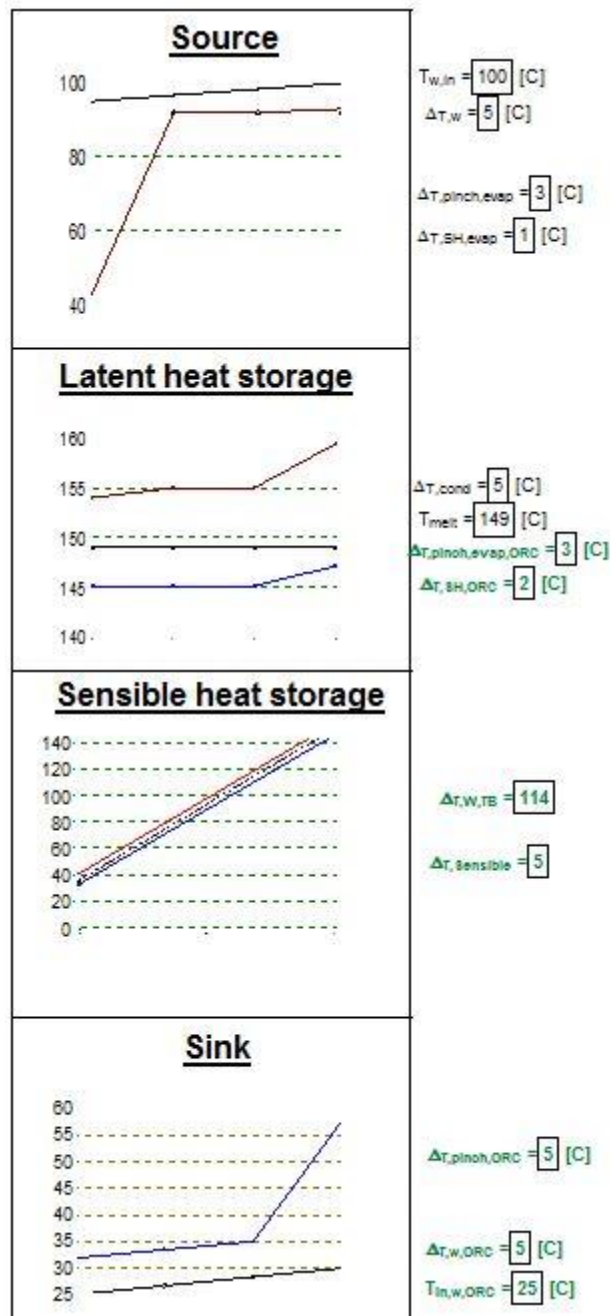 Source
100
80
60
40
T w,in = 100 [C]
ΔT,w = 5 [C]
ΔT,pinch,evap = 3 [C]
ΔT,SH,evap = 1 [C]
Latent heat storage
160
155
150
145
140
ΔT,cond = 5 [C]
Tmelt = 149 [C]
ΔT,pinch,evap,ORC = 3 [C]
ΔT,SH,ORC = 2 [C]
Sensible heat storage
140
120
100
80
60
40
20
0
ΔT,W,TB = 114
ΔT,Sensible = 5
Sink
60
55
50
45
40
35
30
25
ΔT,pinch,ORC = 5 [C]
ΔT,w,ORC = 5 [C]
Tin,w,ORC = 25 [C]